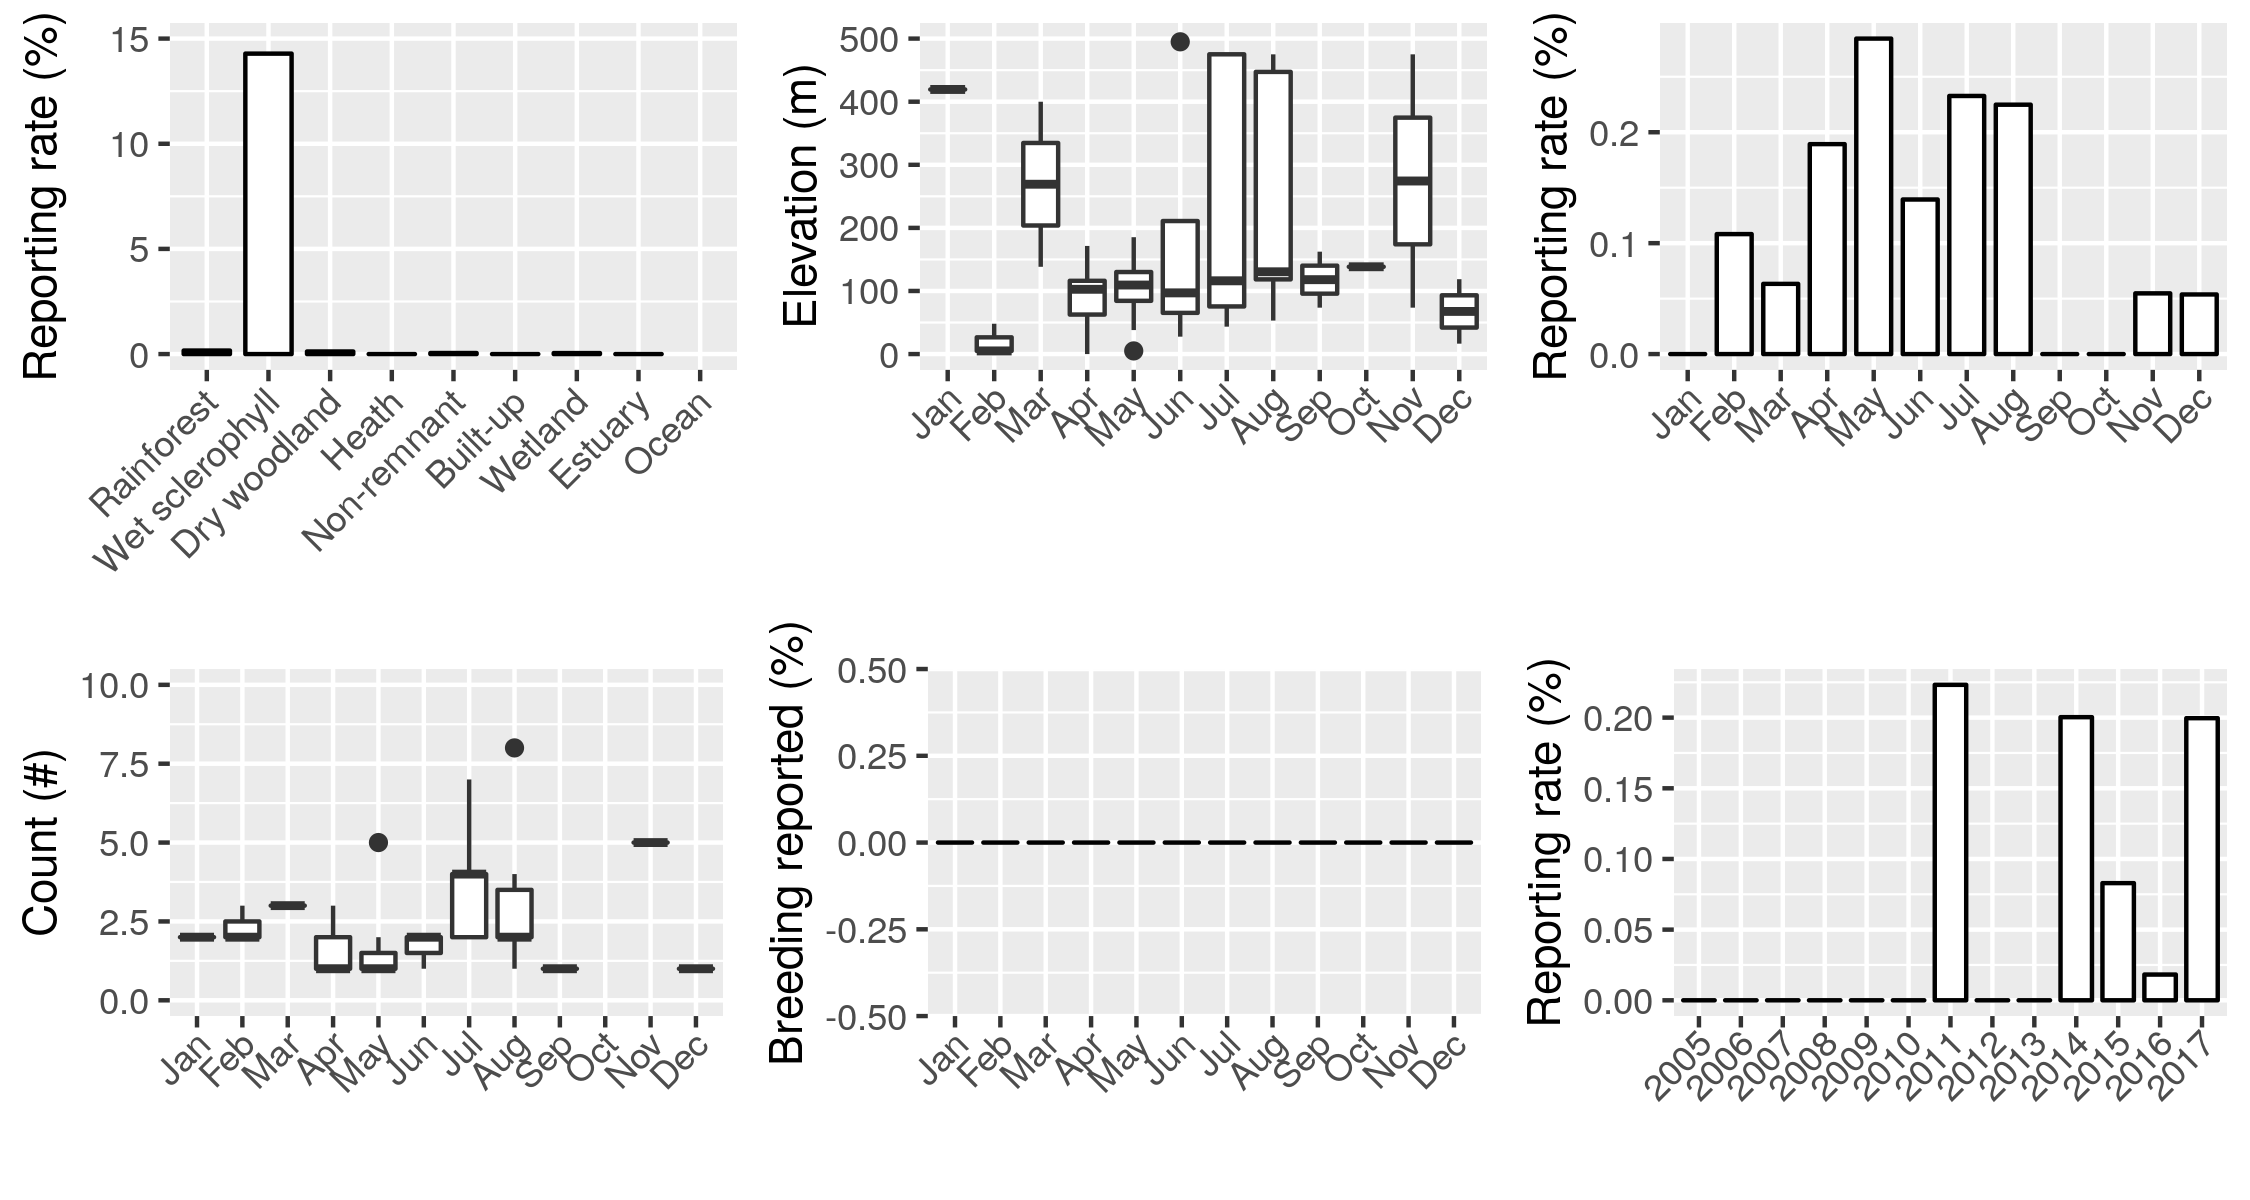 Reporting rate (%)
15
10
5
0
Rainforest
Wet sclerophyll
Dry woodland
Heath
Non-remnant
Built-up
Wetland
Estuary
Ocean
Elevation (m)
500
400
300
200
100
0
Jan
Feb
Mar
Apr
May
Jun
Jul
Aug
Sep
Oct
Nov
Dec
Reporting rate (%)
0.2
0.1
0.0
Jan
Feb
Mar
Apr
May
Jun
Jul
Aug
Sep
Oct
Nov
Dec
Count (#)
10.0
7.5
5.0
2.5
0.0
Jan
Feb
Mar
Apr
May
Jun
Jul
Aug
Sep
Oct
Nov
Dec
Breeding reported (%)
0.50
0.25
0.00
-0.25
-0.50
Jan
Feb
Mar
Apr
May
Jun
Jul
Aug
Sep
Oct
Nov
Dec
Reporting rate (%)
0.20
0.15
0.10
0.05
0.00
2005
2006
2007
2008
2009
2010
2011
2012
2013
2014
2015
2016
2017